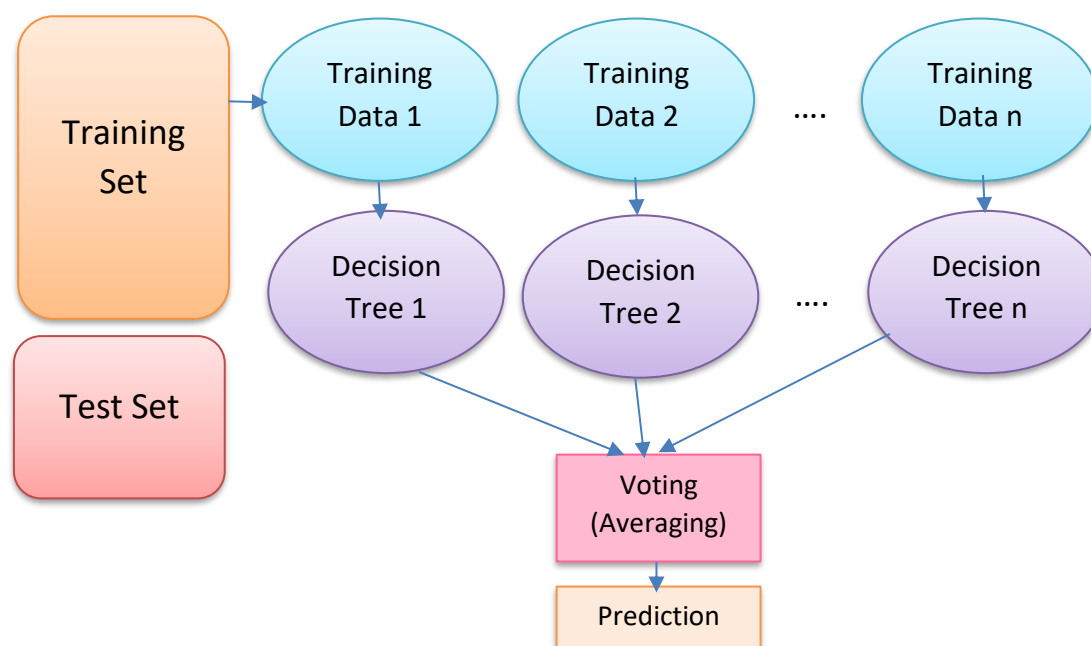 Training
Set
Training
Data 1
Training
Data 2
....
Training
Data n
Decision
Tree 1
Decision
Tree 2
....
Decision
Tree n
Test Set
Voting
(Averaging)
Prediction